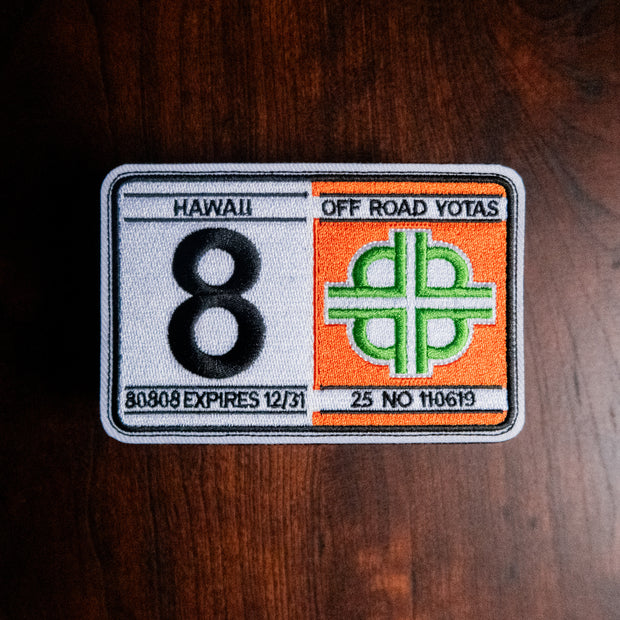 HAWAII
8
80808 EXPIRES 12/31
OFF ROAD YOTAS
25 NO 110619